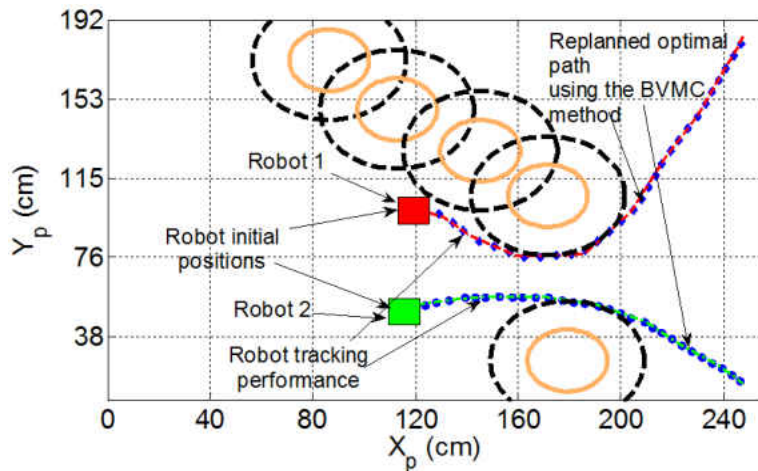 192
153
115
76
38
0
40
80
120
160
200
240
Y_p (cm)
X_p (cm)
Robot 1
Robot initial
positions
Robot 2
Robot tracking
performance
Replanned optimal
path
using the BVMC
method